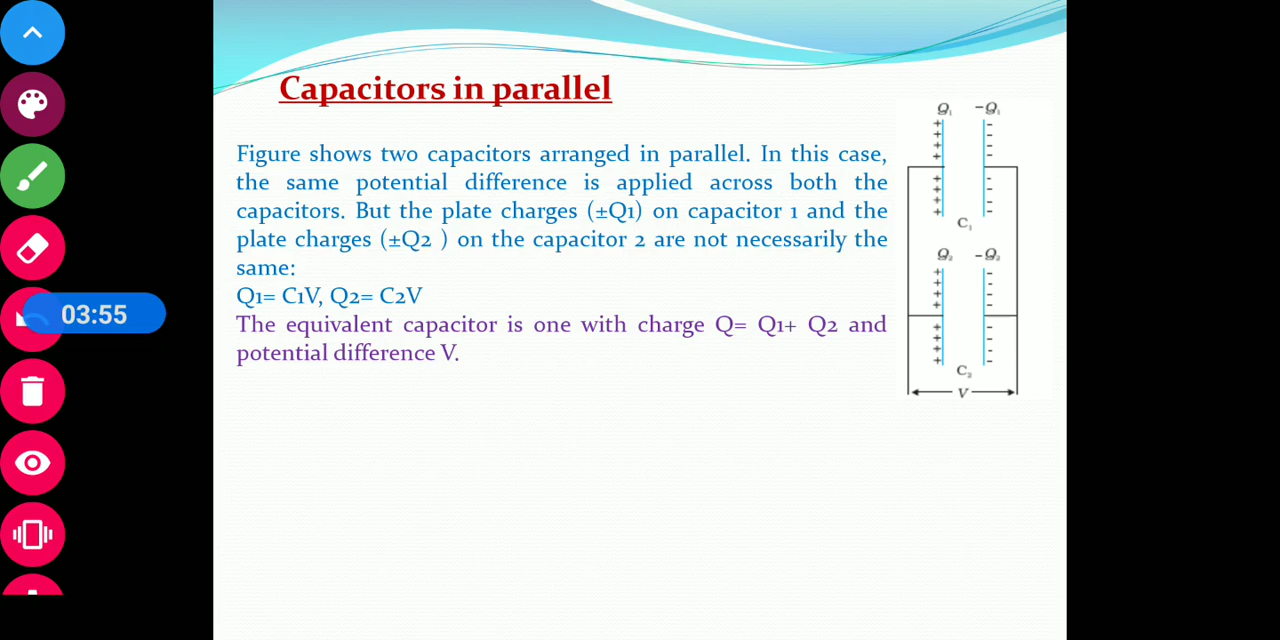 Capacitors in parallel
Figure shows two capacitors arranged in parallel. In this case,
the same potential difference is applied across both the
capacitors. But the plate charges (±Q1) on capacitor 1 and the
plate charges (±Q2 ) on the capacitor 2 are not necessarily the
same:
Q1= C1V, Q2= C2V
The equivalent capacitor is one with charge Q= Q1+ Q2 and
potential difference V.
Q₁ −Q₁
C₁
Q₂ −Q₂
C₂
V
03:55